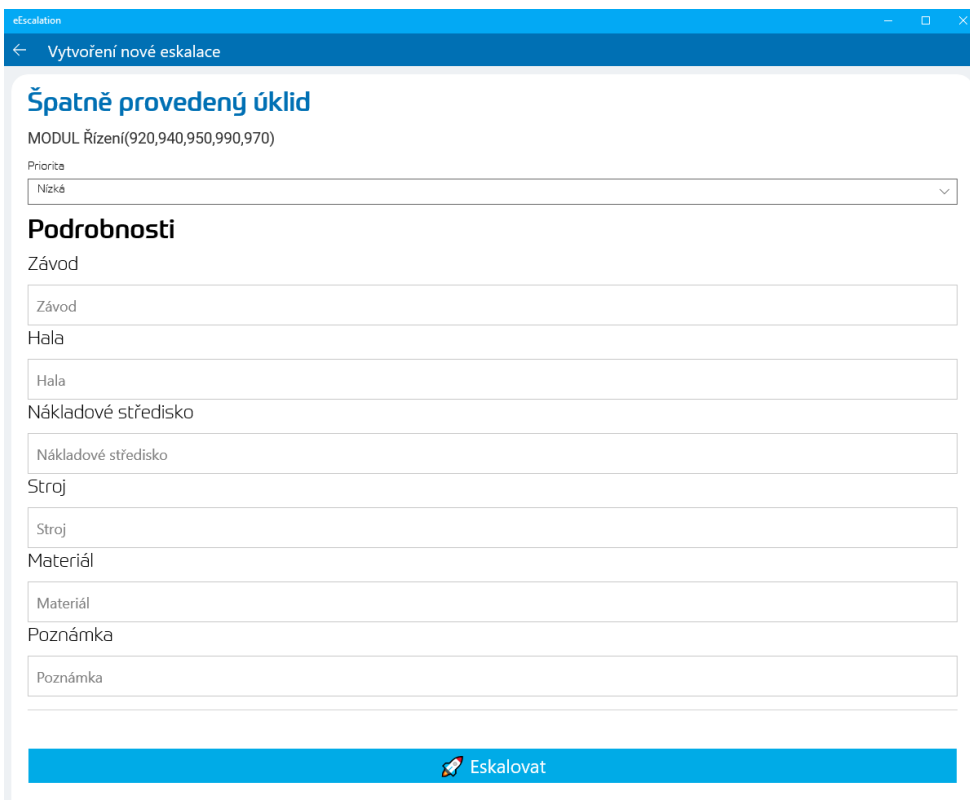 eEscalation
Vytvoření nové eskalace
Špatně provedený úklid
MODUL Řízení(920,940,950,990,970)
Priorita
Nízká
Podrobnosti
Závod
Závod
Hala
Hala
Nákladové středisko
Nákladové středisko
Stroj
Stroj
Materiál
Materiál
Poznámka
Poznámka
Eskalovat